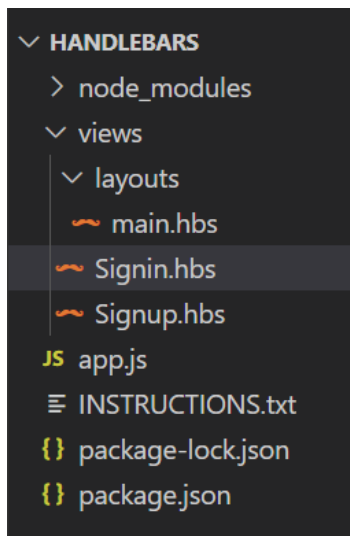 HANDLEBARS
node_modules
views
layouts
main.hbs
Signin.hbs
Signup.hbs
JS app.js
INSTRUCTIONS.txt
{} package-lock.json
{} package.json